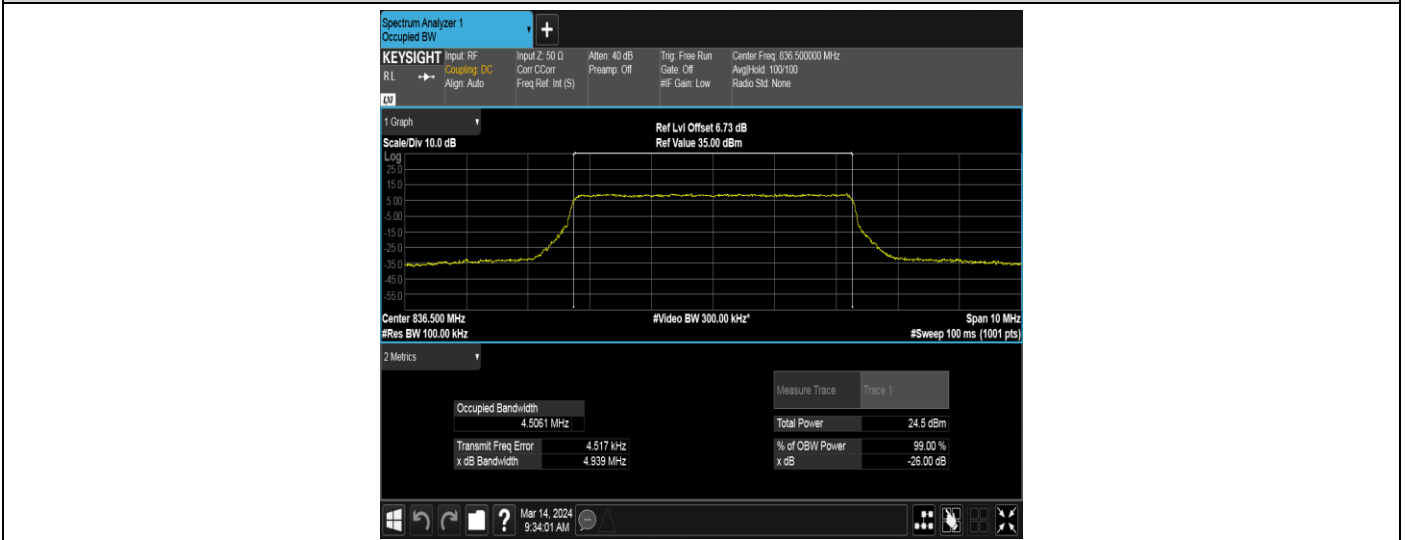 Spectrum Analyzer 1
Occupied BW
+
KEYSIGHT
RL
LXI
Input: RF
Coupling: DC
Align: Auto
Input Z: 50 Ω
Corr CCorr
Freq Ref: Int (S)
Atten: 40 dB
Preamp: Off
Trig: Free Run
Gate: Off
#IF Gain: Low
Center Freq: 836.500000 MHz
Avg|Hold: 100/100
Radio Std: None
1 Graph
Scale/Div 10.0 dB
Ref Lvl Offset 6.73 dB
Ref Value 35.00 dBm
Log
25.0
15.0
5.00
-5.00
-15.0
-25.0
-35.0
-45.0
-55.0
Center 836.500 MHz
#Video BW 300.00 kHz*
Span 10 MHz
#Res BW 100.00 kHz
#Sweep 100 ms (1001 pts)
2 Metrics
Measure Trace Trace 1
Occupied Bandwidth
4.5061 MHz
Total Power 24.5 dBm
Transmit Freq Error 4.517 kHz
% of OBW Power 99.00 %
x dB Bandwidth 4.939 MHz
x dB -26.00 dB
?
Mar 14, 2024
9:34:01 AM